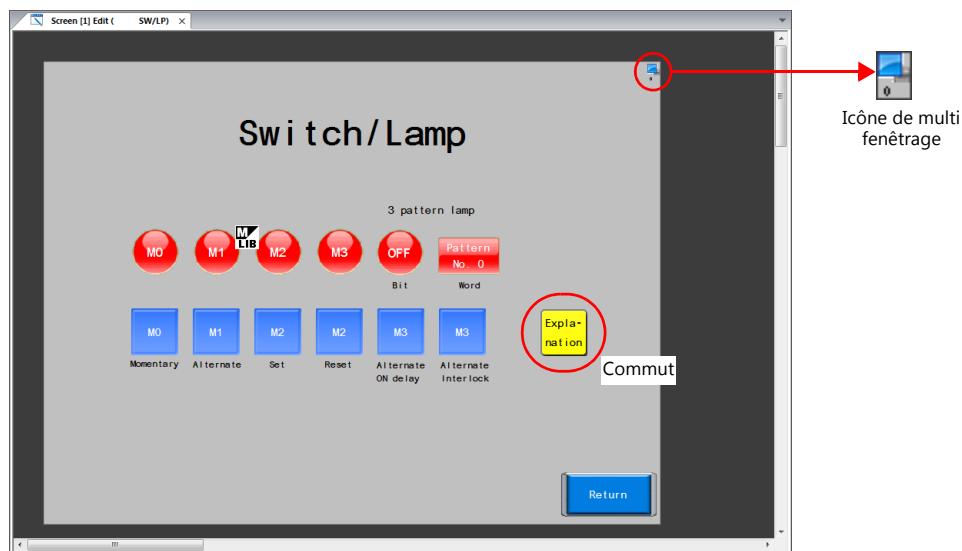 Screen [1] Edit ( SW/LP) ×
0
Icône de multi
fenêtrage
Switch/Lamp
3 pattern lamp
M0 M1 M LIB M2 M3 OFF Pattern
No. 0
Bit Word
M0 M1 M2 M2 M3 M3
Expla-
nation
Momentary Alternate Set Reset Alternate Alternate
ON delay Interlock
Commut
Return